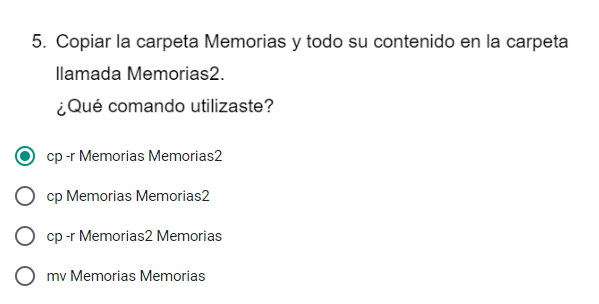 5. Copiar la carpeta Memorias y todo su contenido en la carpeta
llamada Memorias2.
¿Qué comando utilizaste?
cp -r Memorias Memorias2
cp Memorias Memorias2
cp -r Memorias2 Memorias
mv Memorias Memorias